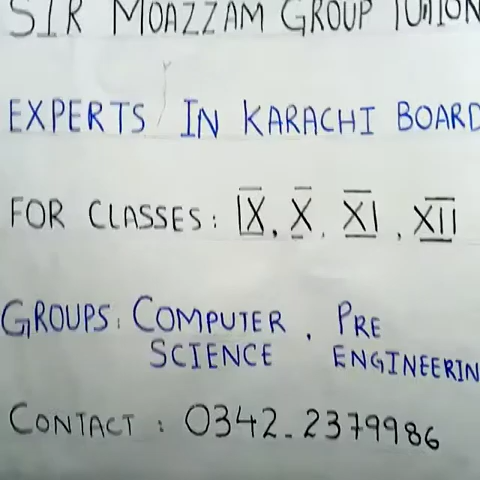 SIR MOAZZAM GROUP TUTION
EXPERTS IN KARACHI BOARD
FOR CLASSES: IX, X, XI, XII
GROUPS: COMPUTER SCIENCE, PRE ENGINEERIN
CONTACT : 0342-2379986